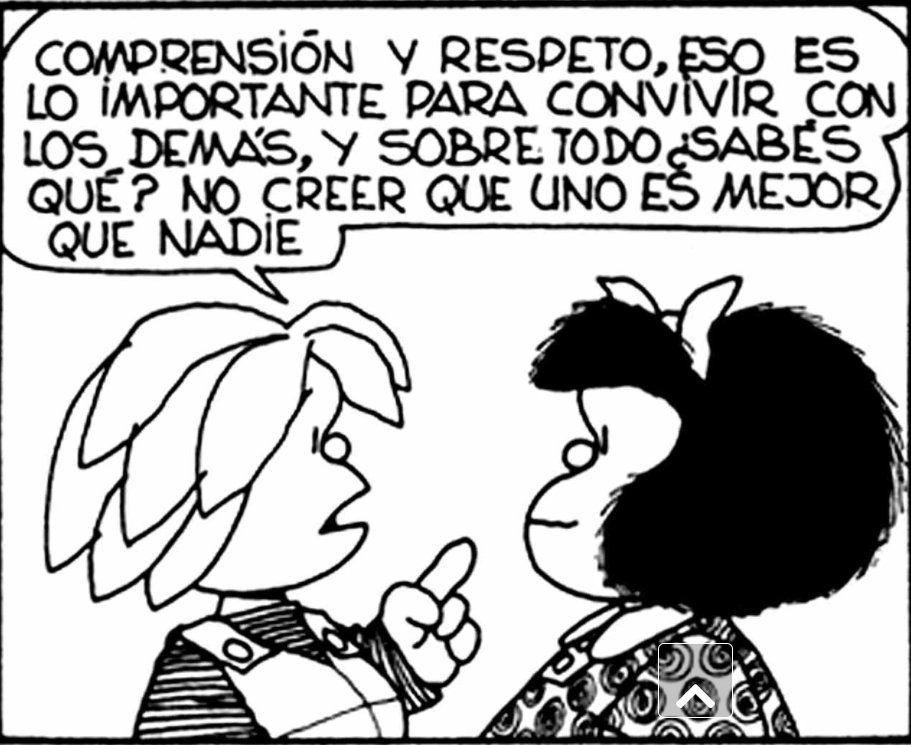 COMPRENSIÓN Y RESPETO, ESO ES
LO IMPORTANTE PARA CONVIVIR CON
LOS DEMÁS, Y SOBRE TODO ¿SABÉS
QUÉ? NO CREER QUE UNO ES MEJOR
QUE NADIE